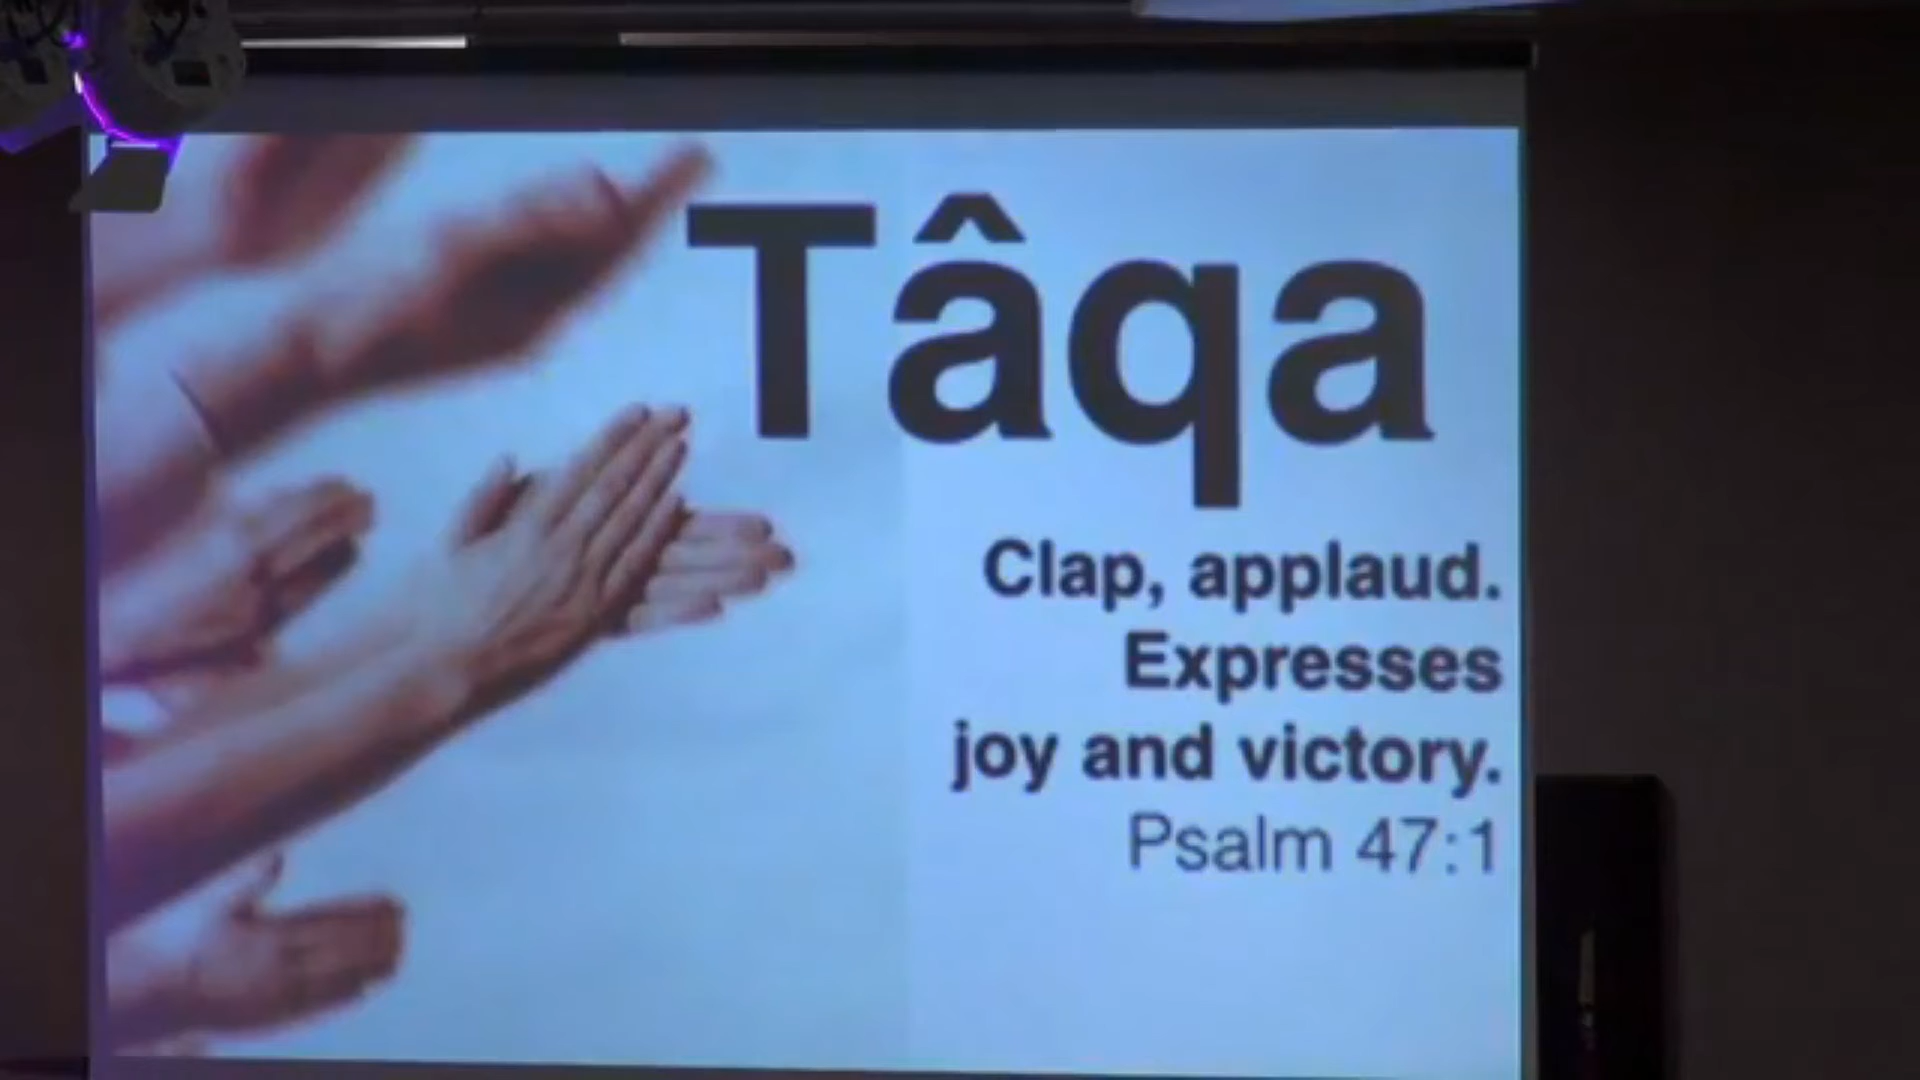 Tâqa
Clap, applaud.
Expresses
joy and victory.
Psalm 47:1